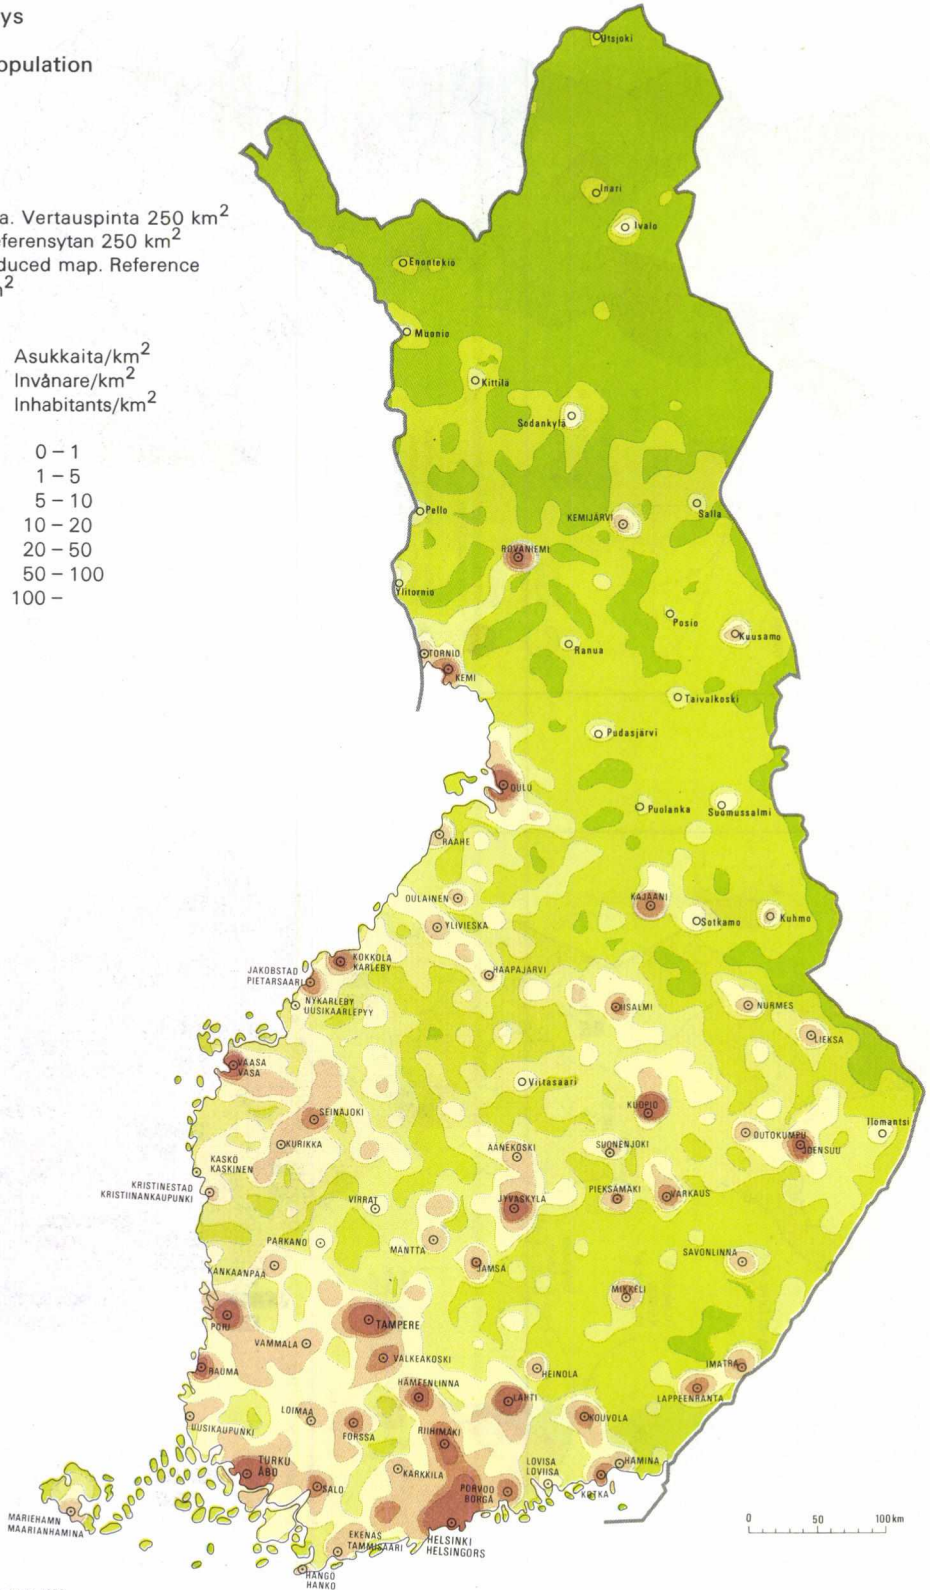 ys
opulation
a. Vertauspinta 250 km²
eferensytan 250 km²
duced map. Reference
m²
Asukkaita/km²
Invånare/km²
Inhabitants/km²
0 – 1
1 – 5
5 – 10
10 – 20
20 – 50
50 – 100
100 –
Utsjoki
Inari
Ivalo
Enontekiö
Muonio
Kittilä
Sodankylä
Pello
KEMIJÄRVI
Salla
ROVANIEMI
Ylitornio
Posio
Kuusamo
Ranua
TORNIO
KEMI
Taivalkoski
Pudasjärvi
OULU
Puolanka
Suomussalmi
RAAHE
OULAINEN
KAJAANI
Sotkamo
Kuhmo
YLIVIESKA
KOKKOLA
KARLEBY
JAKOBSTAD
PIETARSAARI
HAAPAJÄRVI
NYKARLEBY
UUSIKAARLEPYY
IISALMI
NURMES
LIEKSA
VAASA
VASA
Viitasaari
KUOPIO
SEINÄJOKI
Ilomantsi
OUTOKUMPU
JOENSUU
KURIKKA
ÄÄNEKOSKI
SUONENJOKI
KASKÖ
KASKINEN
KRISTINESTAD
KRISTIINANKAUPUNKI
VIRRAT
JYVÄSKYLÄ
PIEKSÄMÄKI
VARKAUS
PARKANO
MÄNTTÄ
SAVONLINNA
KANKAANPÄÄ
JÄMSÄ
MIKKELI
PORI
TAMPERE
VAMMALA
VALKEAKOSKI
RAUMA
HEINOLA
IMATRA
HÄMEENLINNA
LAHTI
LAPPEENRANTA
LOIMAA
UUSIKAUPUNKI
FORSSA
RIIHIMÄKI
KOUVOLA
TURKU
ÅBO
KARKKILA
LOVISA
LOVIISA
HAMINA
SALO
PORVOO
BORGÅ
KOTKA
MARIEHAMN
MAARIANHAMINA
EKENÄS
TAMMISAARI
HELSINKI
HELSINGFORS
HANGÖ
HANKO
0 50 100 km